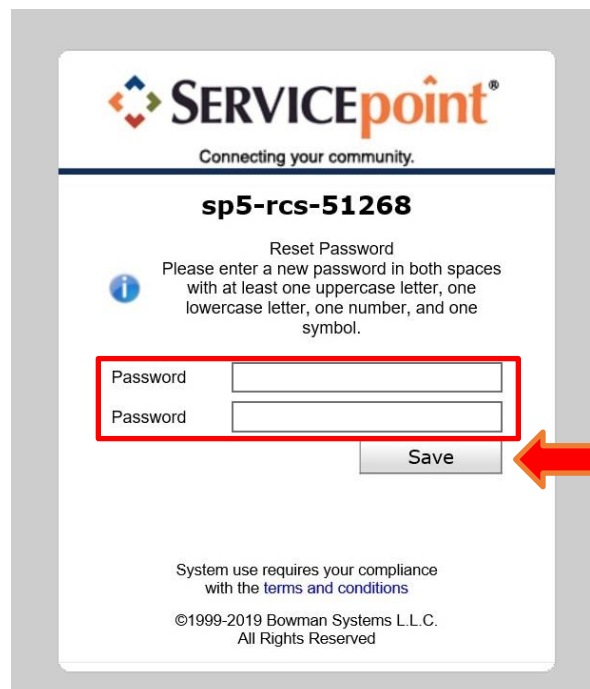 SERVICEpoint®
Connecting your community.
sp5-rcs-51268
Reset Password
Please enter a new password in both spaces
with at least one uppercase letter, one
lowercase letter, one number, and one
symbol.
Password
Password
Save
System use requires your compliance
with the terms and conditions
©1999-2019 Bowman Systems L.L.C.
All Rights Reserved